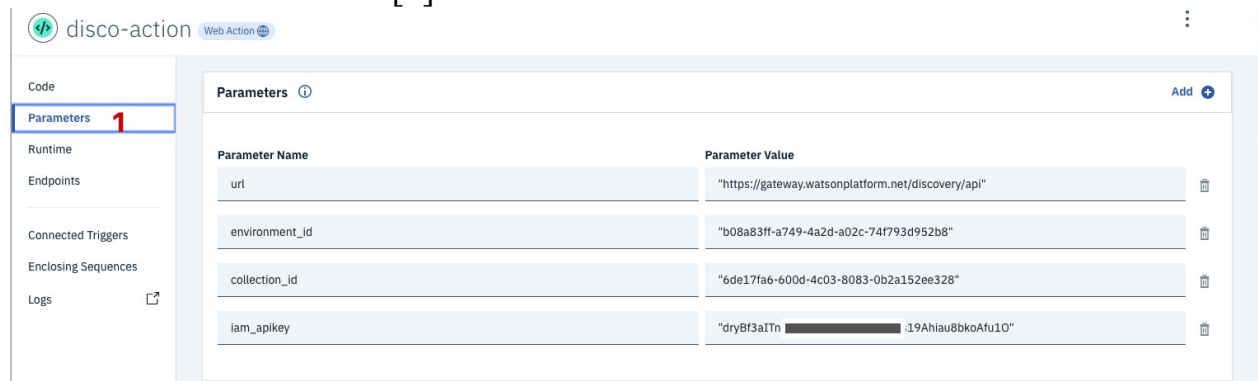 disco-action Web Action
Code
Parameters 1
Runtime
Endpoints
Connected Triggers
Enclosing Sequences
Logs
Parameters
Add
Parameter Name Parameter Value
url "https://gateway.watsonplatform.net/discovery/api"
environment_id "b08a83ff-a749-4a2d-a02c-74f793d952b8"
collection_id "6de17fa6-600d-4c03-8083-0b2a152ee328"
iam_apikey "dryBf3aITn 19Ahiau8bkoAfu1O"